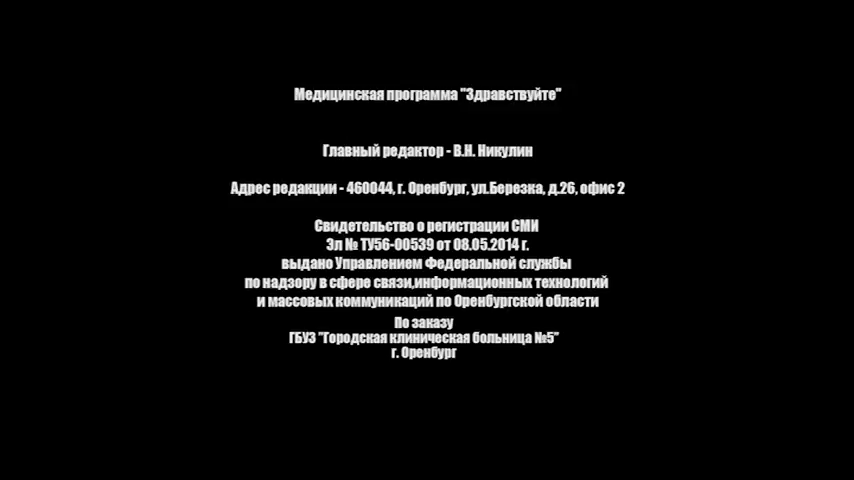 Медицинская программа "Здравствуйте"
Главный редактор - В.Н. Никулин
Адрес редакции - 460044, г. Оренбург, ул.Березка, д.26, офис 2
Свидетельство о регистрации СМИ
Эл № ТУ56-00539 от 08.05.2014 г.
выдано Управлением Федеральной службы
по надзору в сфере связи,информационных технологий
и массовых коммуникаций по Оренбургской области
По заказу
ГБУЗ "Городская клиническая больница №5"
г. Оренбург